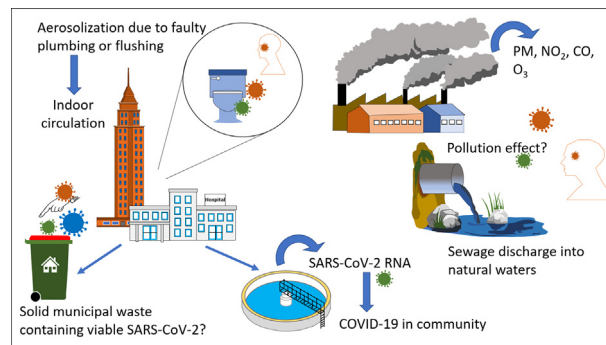 Aerosolization due to faulty
plumbing or flushing
Indoor
circulation
Hospital
PM, NO₂, CO,
O₃
Pollution effect?
Sewage discharge into
natural waters
SARS-CoV-2 RNA
COVID-19 in community
Solid municipal waste
containing viable SARS-CoV-2?